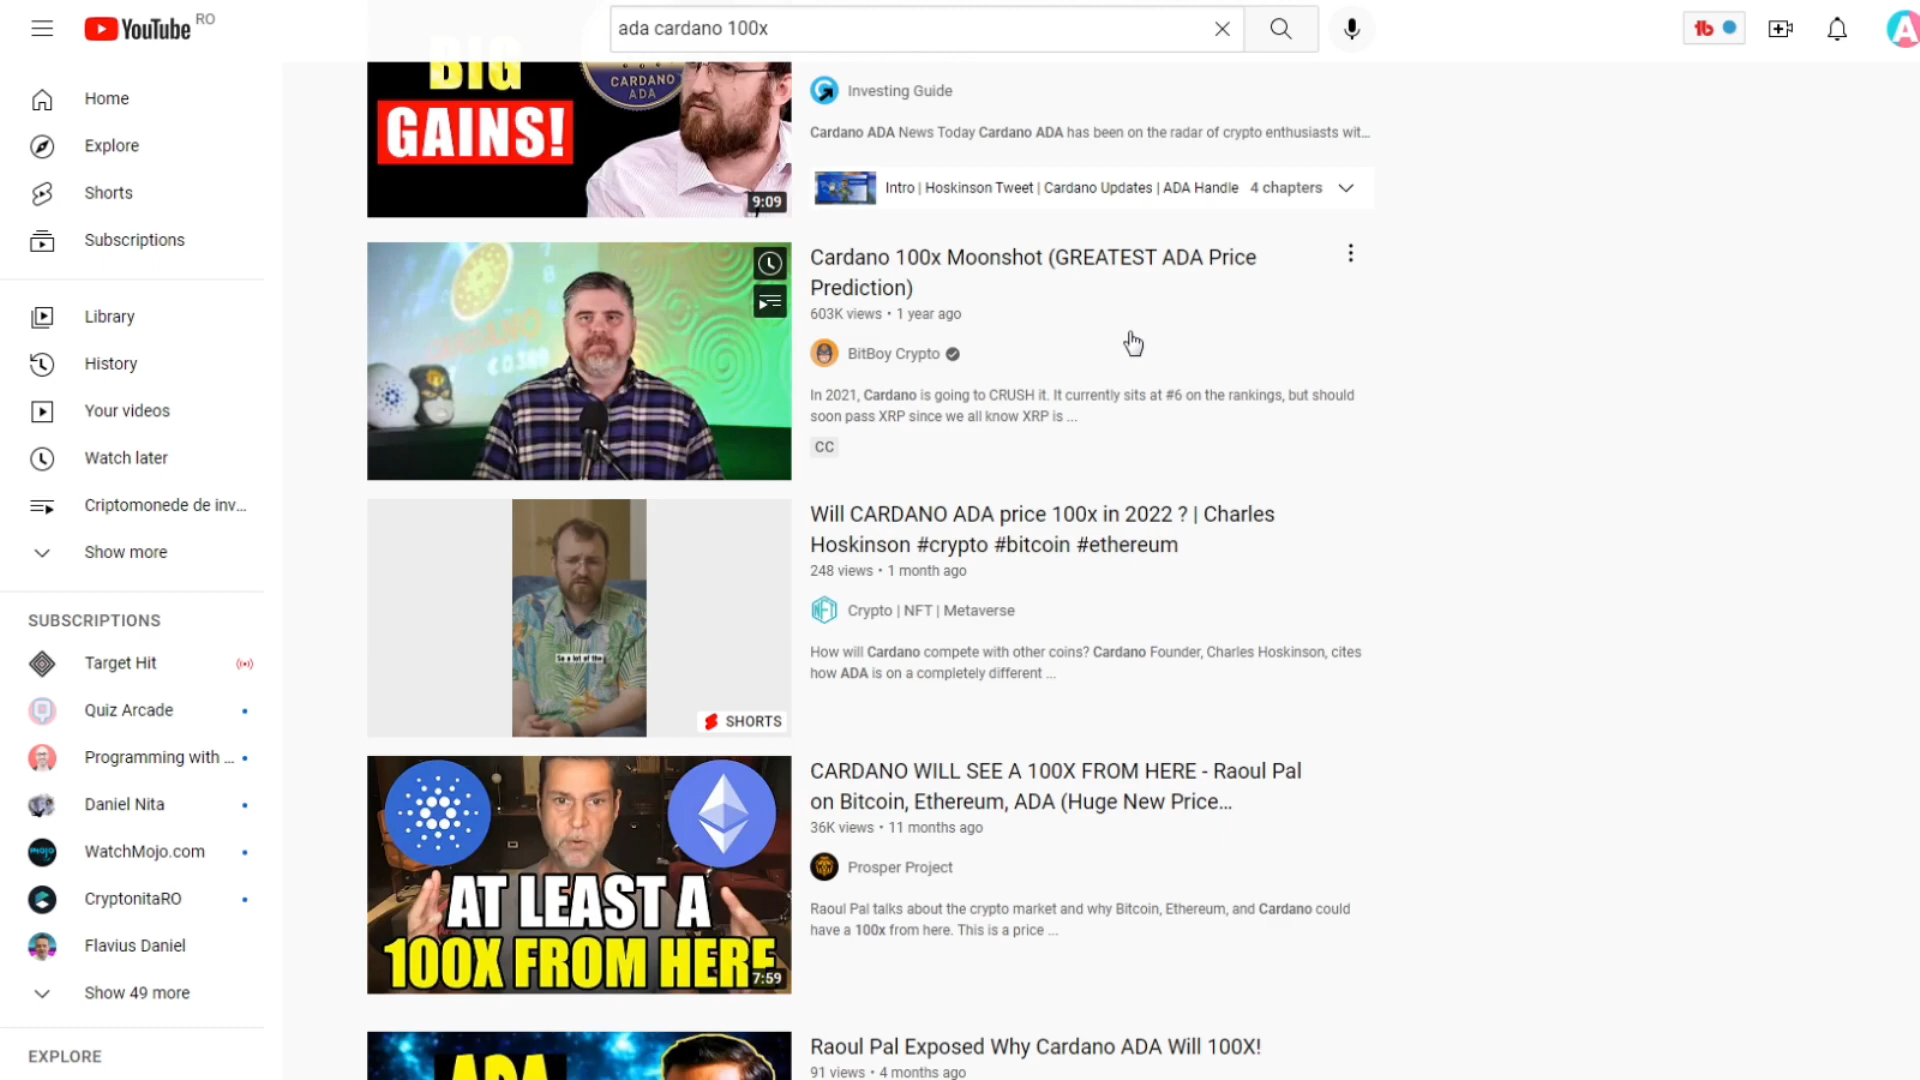 YouTube RO
ada cardano 100x
Home
Explore
Shorts
Subscriptions
Library
History
Your videos
Watch later
Criptomonede de inv...
Show more
SUBSCRIPTIONS
Target Hit
Quiz Arcade
Programming with ...
Daniel Nita
WatchMojo.com
CryptonitaRO
Flavius Daniel
Show 49 more
EXPLORE
BIG
GAINS!
CARDANO
ADA
9:09
Investing Guide
Cardano ADA News Today Cardano ADA has been on the radar of crypto enthusiasts wit...
Intro | Hoskinson Tweet | Cardano Updates | ADA Handle 4 chapters
Cardano 100x Moonshot (GREATEST ADA Price
Prediction)
603K views • 1 year ago
BitBoy Crypto
In 2021, Cardano is going to CRUSH it. It currently sits at #6 on the rankings, but should
soon pass XRP since we all know XRP is ...
CC
So a lot of the
SHORTS
Will CARDANO ADA price 100x in 2022 ? | Charles
Hoskinson #crypto #bitcoin #ethereum
248 views • 1 month ago
Crypto | NFT | Metaverse
How will Cardano compete with other coins? Cardano Founder, Charles Hoskinson, cites
how ADA is on a completely different ...
AT LEAST A
100X FROM HERE
7:59
CARDANO WILL SEE A 100X FROM HERE - Raoul Pal
on Bitcoin, Ethereum, ADA (Huge New Price...
36K views • 11 months ago
Prosper Project
Raoul Pal talks about the crypto market and why Bitcoin, Ethereum, and Cardano could
have a 100x from here. This is a price ...
ADA
Raoul Pal Exposed Why Cardano ADA Will 100X!
91 views • 4 months ago